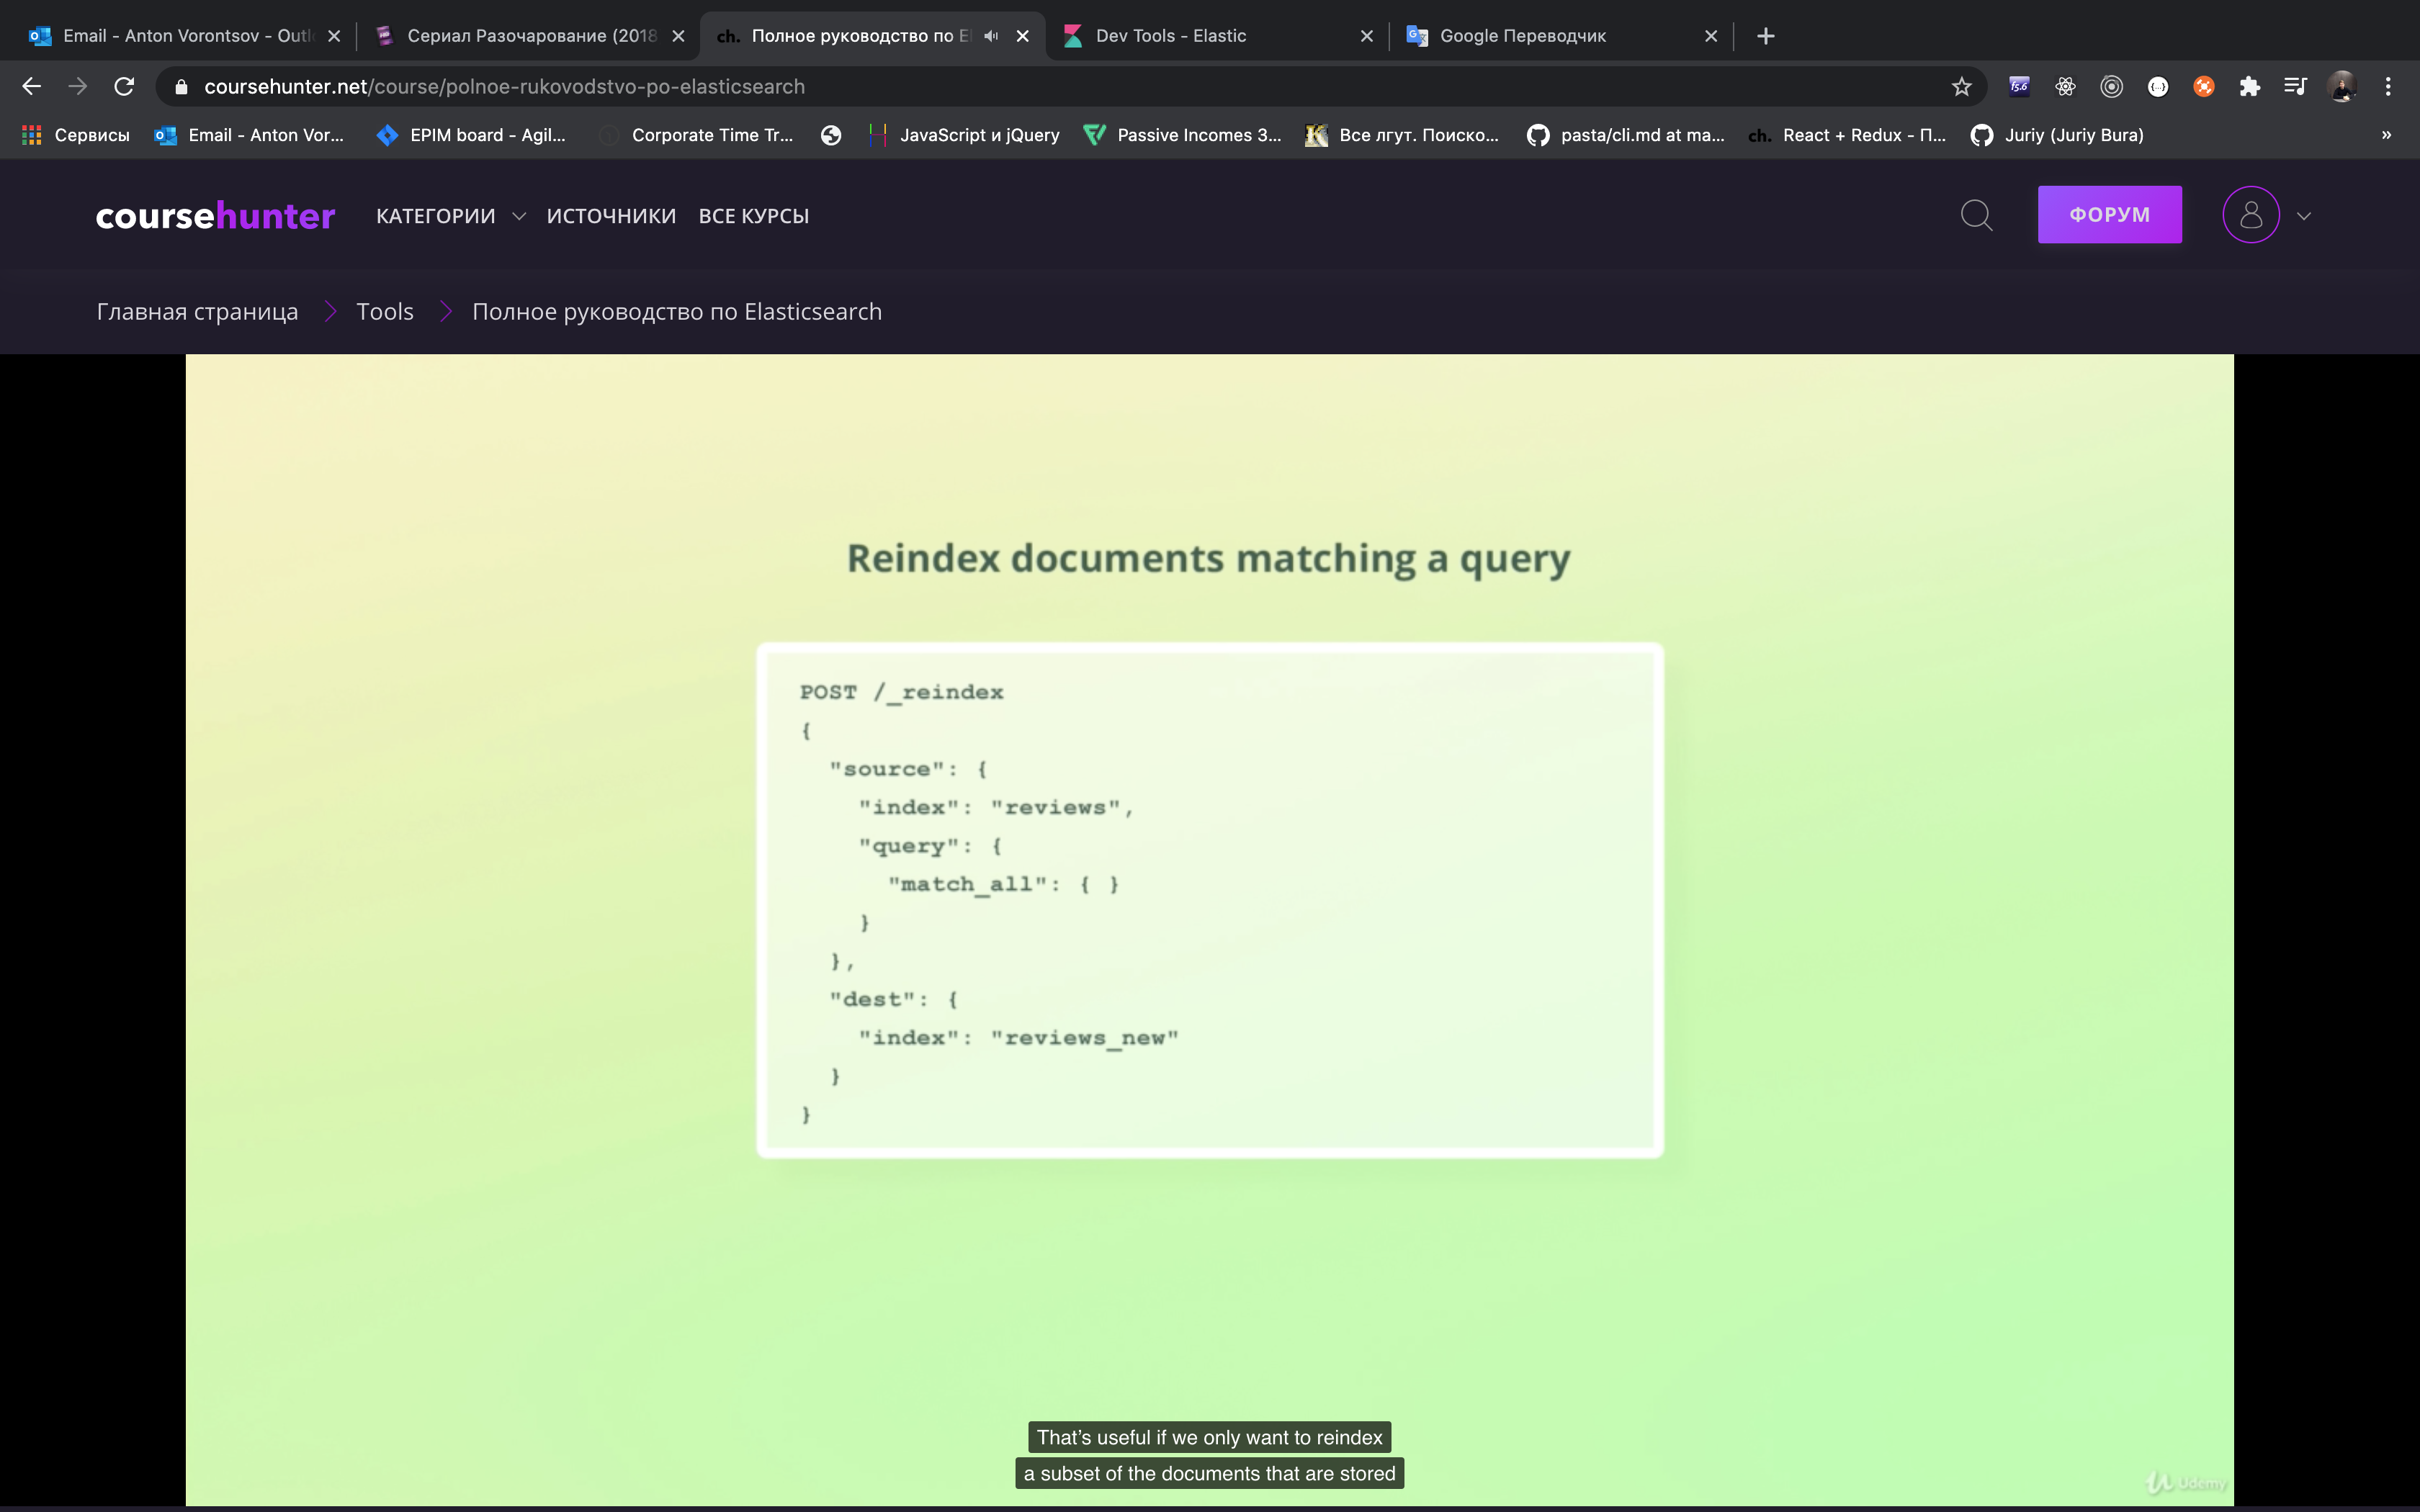 Email - Anton Vorontsov - Outl
Сериал Разочарование (2018
ch. Полное руководство по El
Dev Tools - Elastic
Google Переводчик
coursehunter.net/course/polnoe-rukovodstvo-po-elasticsearch
f5.6
Сервисы
Email - Anton Vor...
EPIM board - Agil...
Corporate Time Tr...
JavaScript и jQuery
Passive Incomes 3...
Все лгут. Поиско...
pasta/cli.md at ma...
ch. React + Redux - П...
Juriy (Juriy Bura)
»
coursehunter
КАТЕГОРИИ
ИСТОЧНИКИ
ВСЕ КУРСЫ
ФОРУМ
Главная страница
Tools
Полное руководство по Elasticsearch
Reindex documents matching a query
POST /_reindex
{
"source": {
"index": "reviews",
"query": {
"match_all": { }
}
},
"dest": {
"index": "reviews_new"
}
}
That's useful if we only want to reindex
a subset of the documents that are stored
Udemy